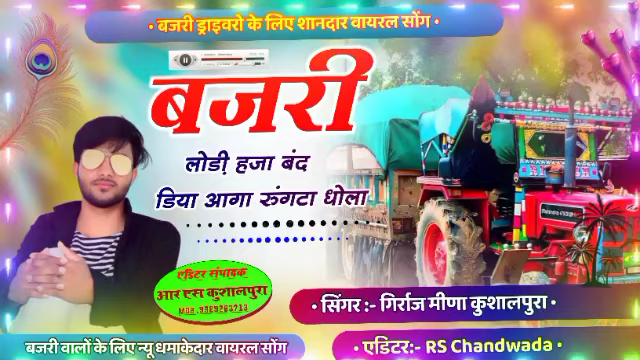 • बजरी ड्राइवरो के लिए शानदार वायरल सोंग •
बजरी
लोडी़ हजा बंद
डिया आगा रुंगटा धोला
एडिटर संपादक
आर एस कुशालपुरा
• सिंगर :- गिर्राज मीणा कुशालपुरा •
बजरी वालों के लिए न्यू धमाकेदार वायरल सोंग
• एडिटर:- RS Chandwada •